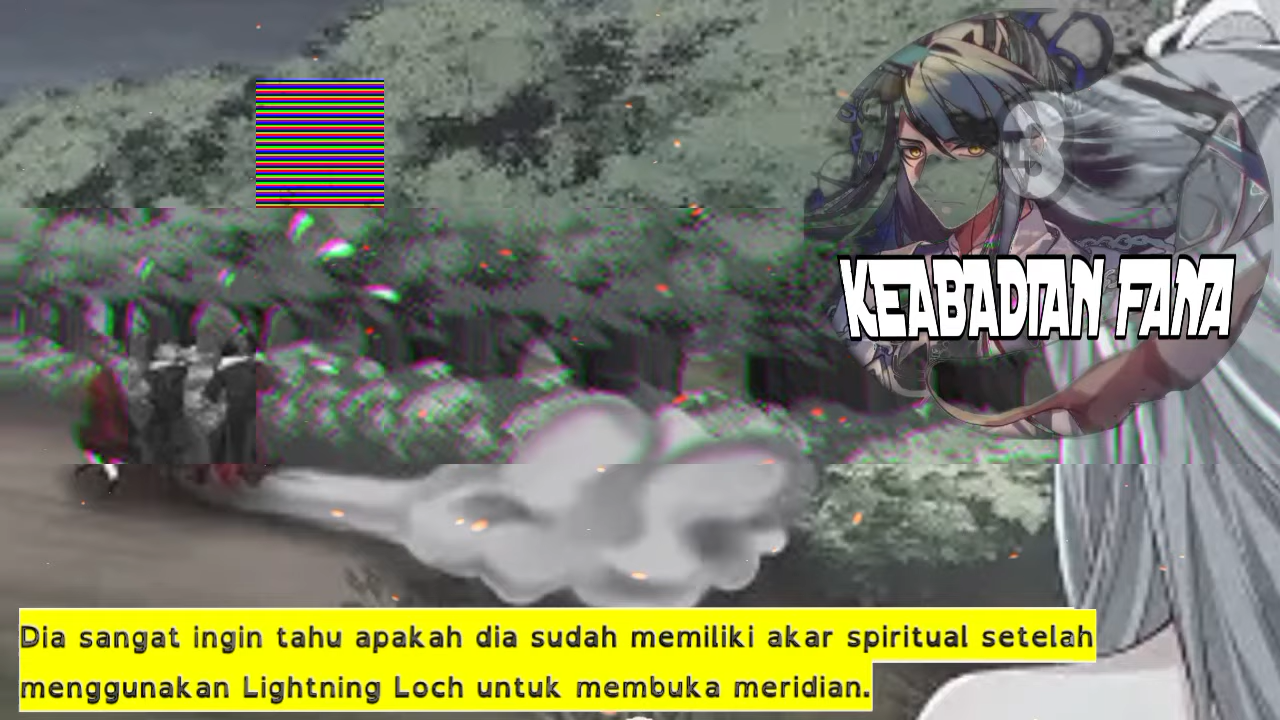 KEABADIAN FANA
Dia sangat ingin tahu apakah dia sudah memiliki akar spiritual setelah
menggunakan Lightning Loch untuk membuka meridian.